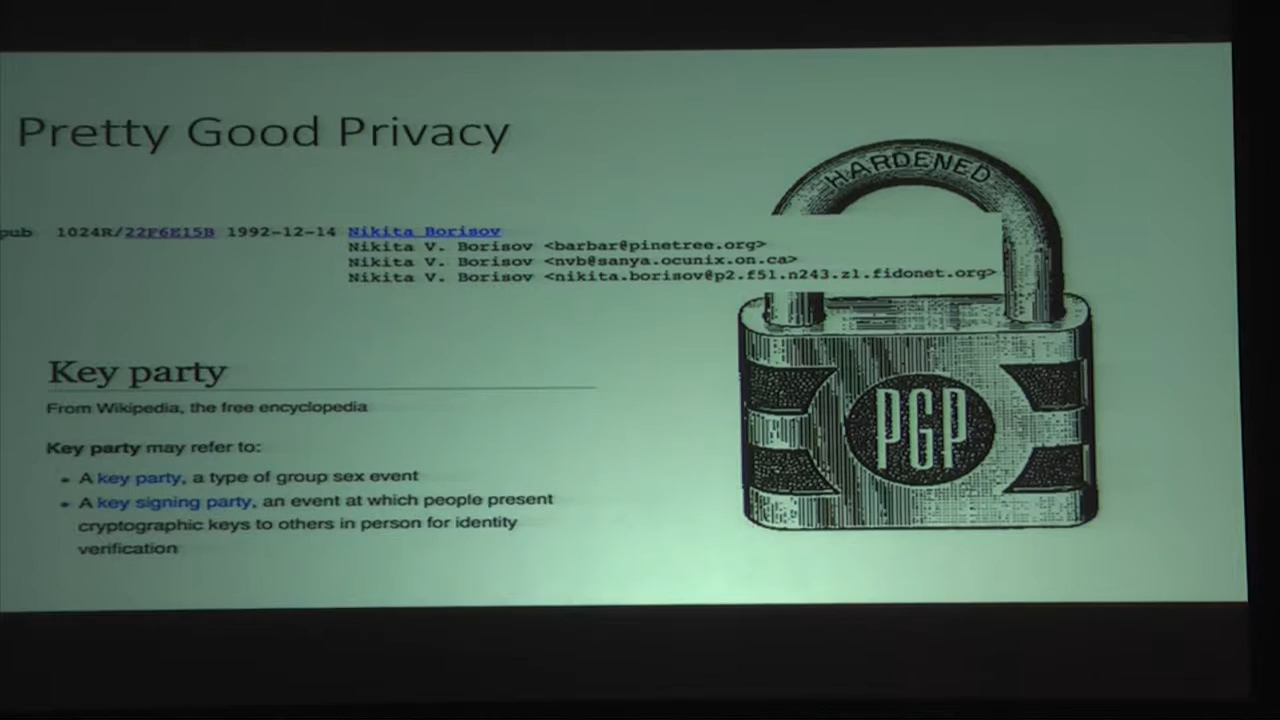 Pretty Good Privacy
HARDENED
pub 1024R/22F6E15B 1992-12-14 Nikita Borisov
Nikita V. Borisov <barbar@pinetree.org>
Nikita V. Borisov <nvb@sanya.ocunix.on.ca>
Nikita V. Borisov <nikita.borisov@p2.f51.n243.z1.fidonet.org>
Key party
From Wikipedia, the free encyclopedia
Key party may refer to:
• A key party, a type of group sex event
• A key signing party, an event at which people present
cryptographic keys to others in person for identity
verification
PGP